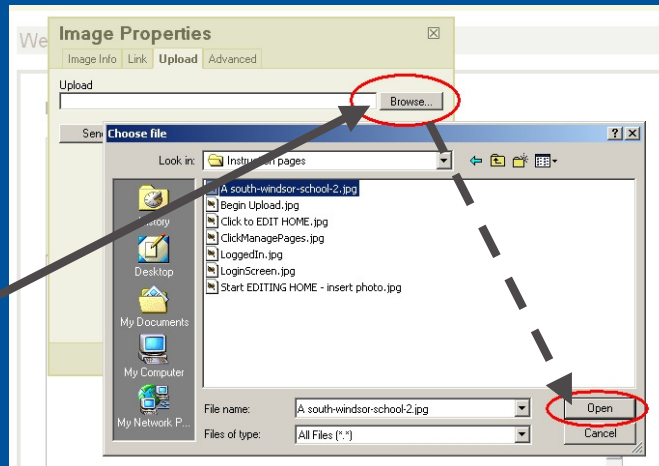 We
Image Properties
Image Info Link Upload Advanced
Upload
Browse...
Sen
Choose file
Look in: Instruction pages
History
Desktop
My Documents
My Computer
My Network P...
A south-windsor-school-2.jpg
Begin Upload.jpg
Click to EDIT HOME.jpg
ClickManagePages.jpg
LoggedIn.jpg
LoginScreen.jpg
Start EDITING HOME - insert photo.jpg
File name: A south-windsor-school-2.jpg Open
Files of type: All Files (*.*) Cancel